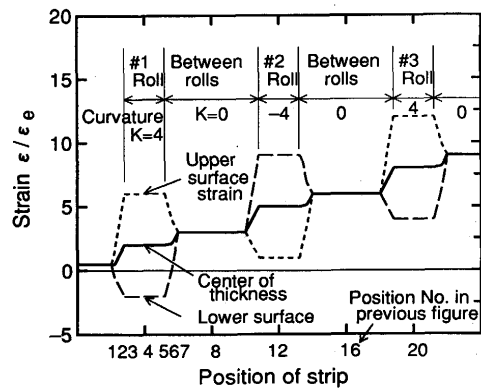 20
15
10
5
0
−5
Strain ε/εe
#1 Roll
Between rolls
#2 Roll
Between rolls
#3 Roll
Curvature K=4
K=0
−4
0
4
0
Upper surface strain
Center of thickness
Lower surface
Position No. in previous figure
123 4 567 8 12 16 20
Position of strip